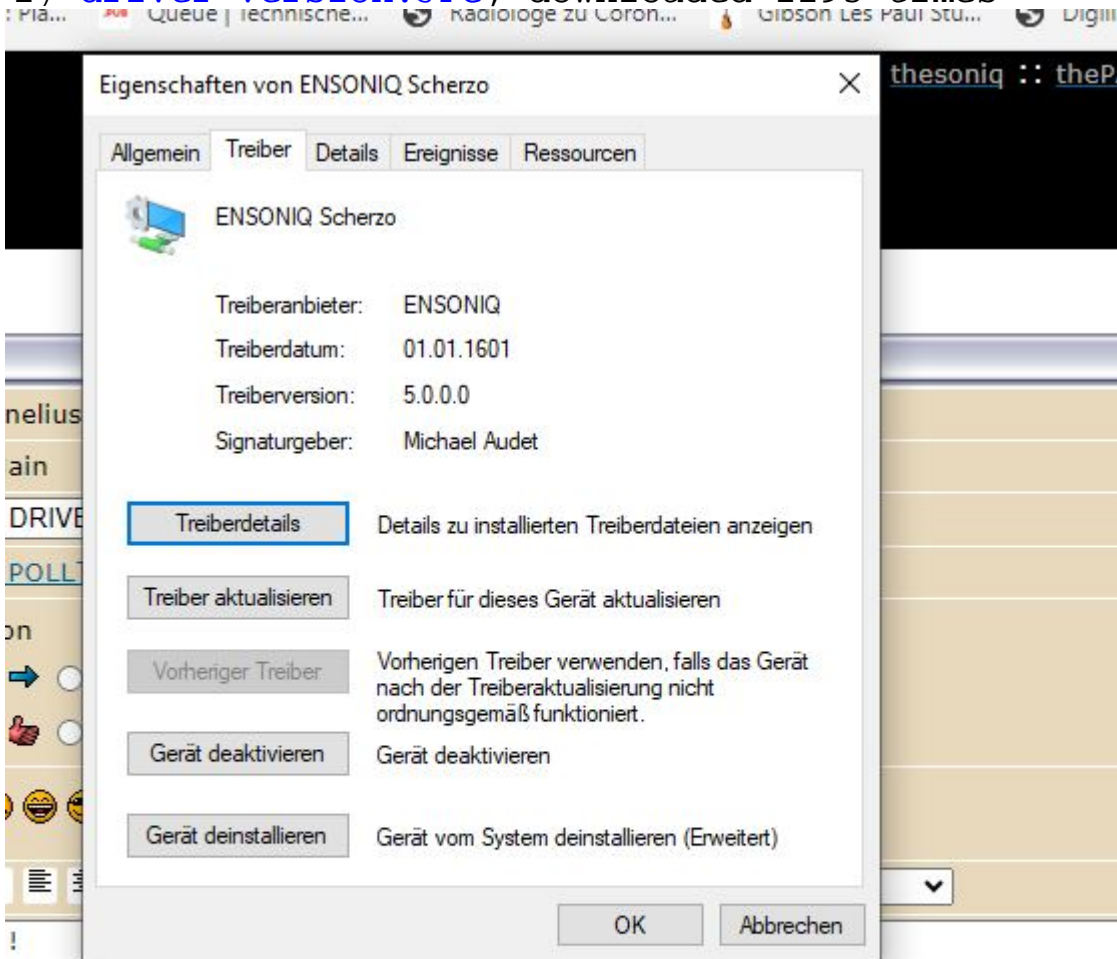 : Pla... Queue | Technische... Radiologe zu Coron... Gibson Les Paul Stu...
thesoniq :: theP
Eigenschaften von ENSONIQ Scherzo
Allgemein Treiber Details Ereignisse Ressourcen
ENSONIQ Scherzo
Treiberanbieter: ENSONIQ
Treiberdatum: 01.01.1601
Treiberversion: 5.0.0.0
Signaturgeber: Michael Audet
nelius
ain
DRIVE
POLL
on
Treiberdetails Details zu installierten Treiberdateien anzeigen
Treiber aktualisieren Treiber für dieses Gerät aktualisieren
Vorheriger Treiber Vorherigen Treiber verwenden, falls das Gerät
nach der Treiberaktualisierung nicht
ordnungsgemäß funktioniert.
Gerät deaktivieren Gerät deaktivieren
Gerät deinstallieren Gerät vom System deinstallieren (Erweitert)
OK Abbrechen
!